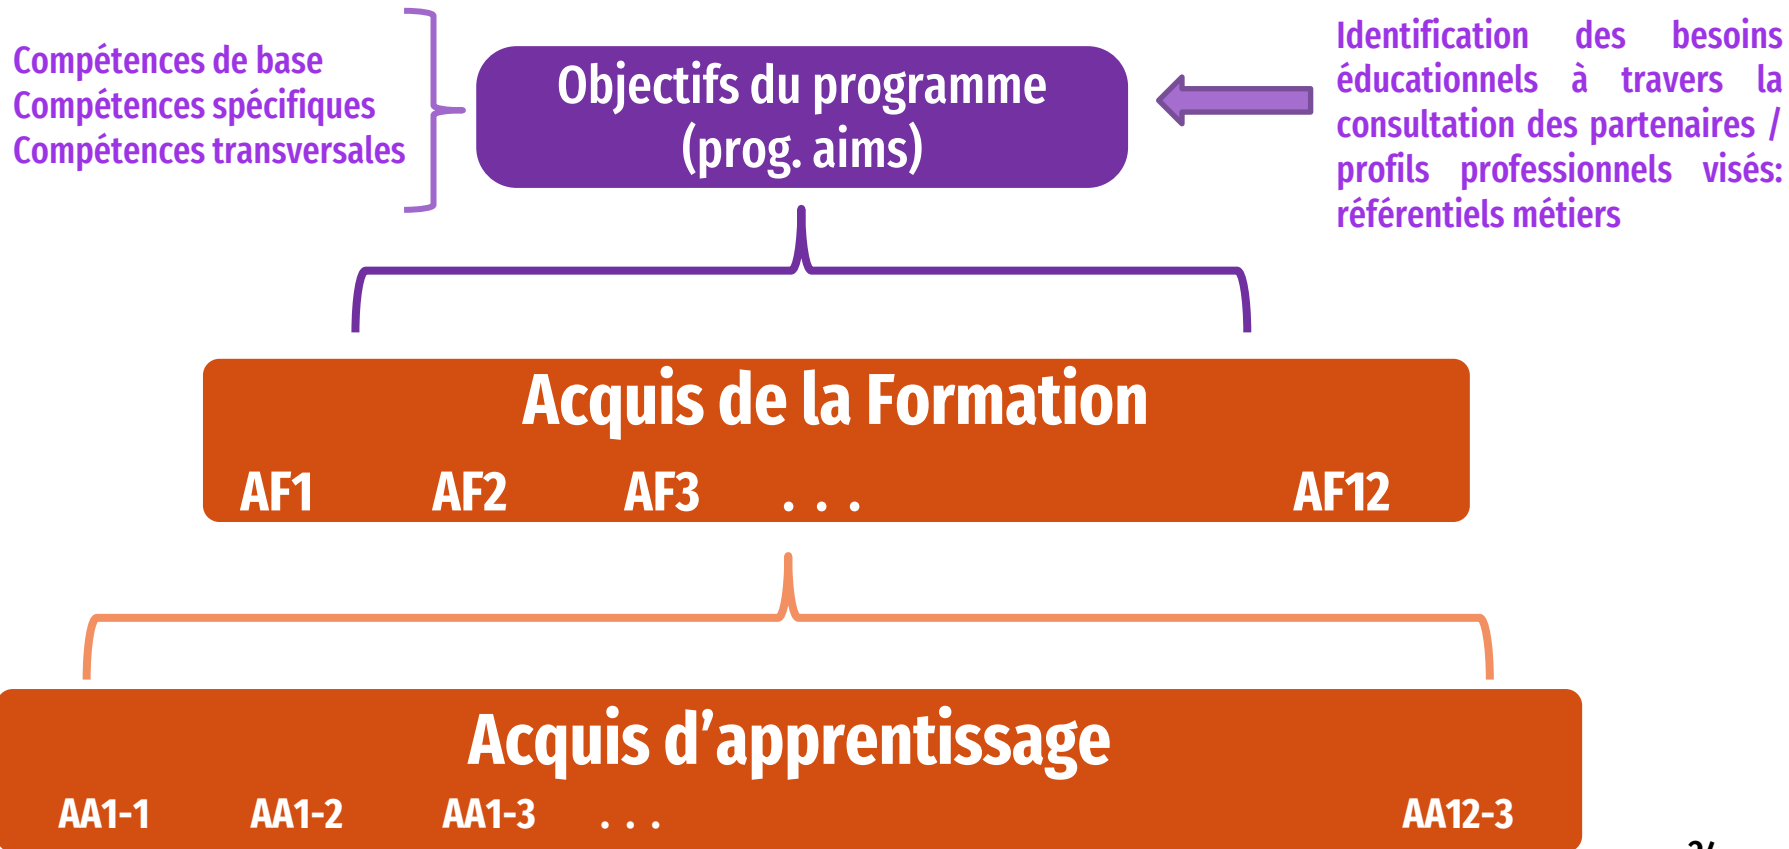 Compétences de base
Compétences spécifiques
Compétences transversales
Objectifs du programme
(prog. aims)
Identification des besoins
éducationnels à travers la
consultation des partenaires /
profils professionnels visés:
référentiels métiers
Acquis de la Formation
AF1 AF2 AF3 . . . AF12
Acquis d’apprentissage
AA1-1 AA1-2 AA1-3 . . . AA12-3